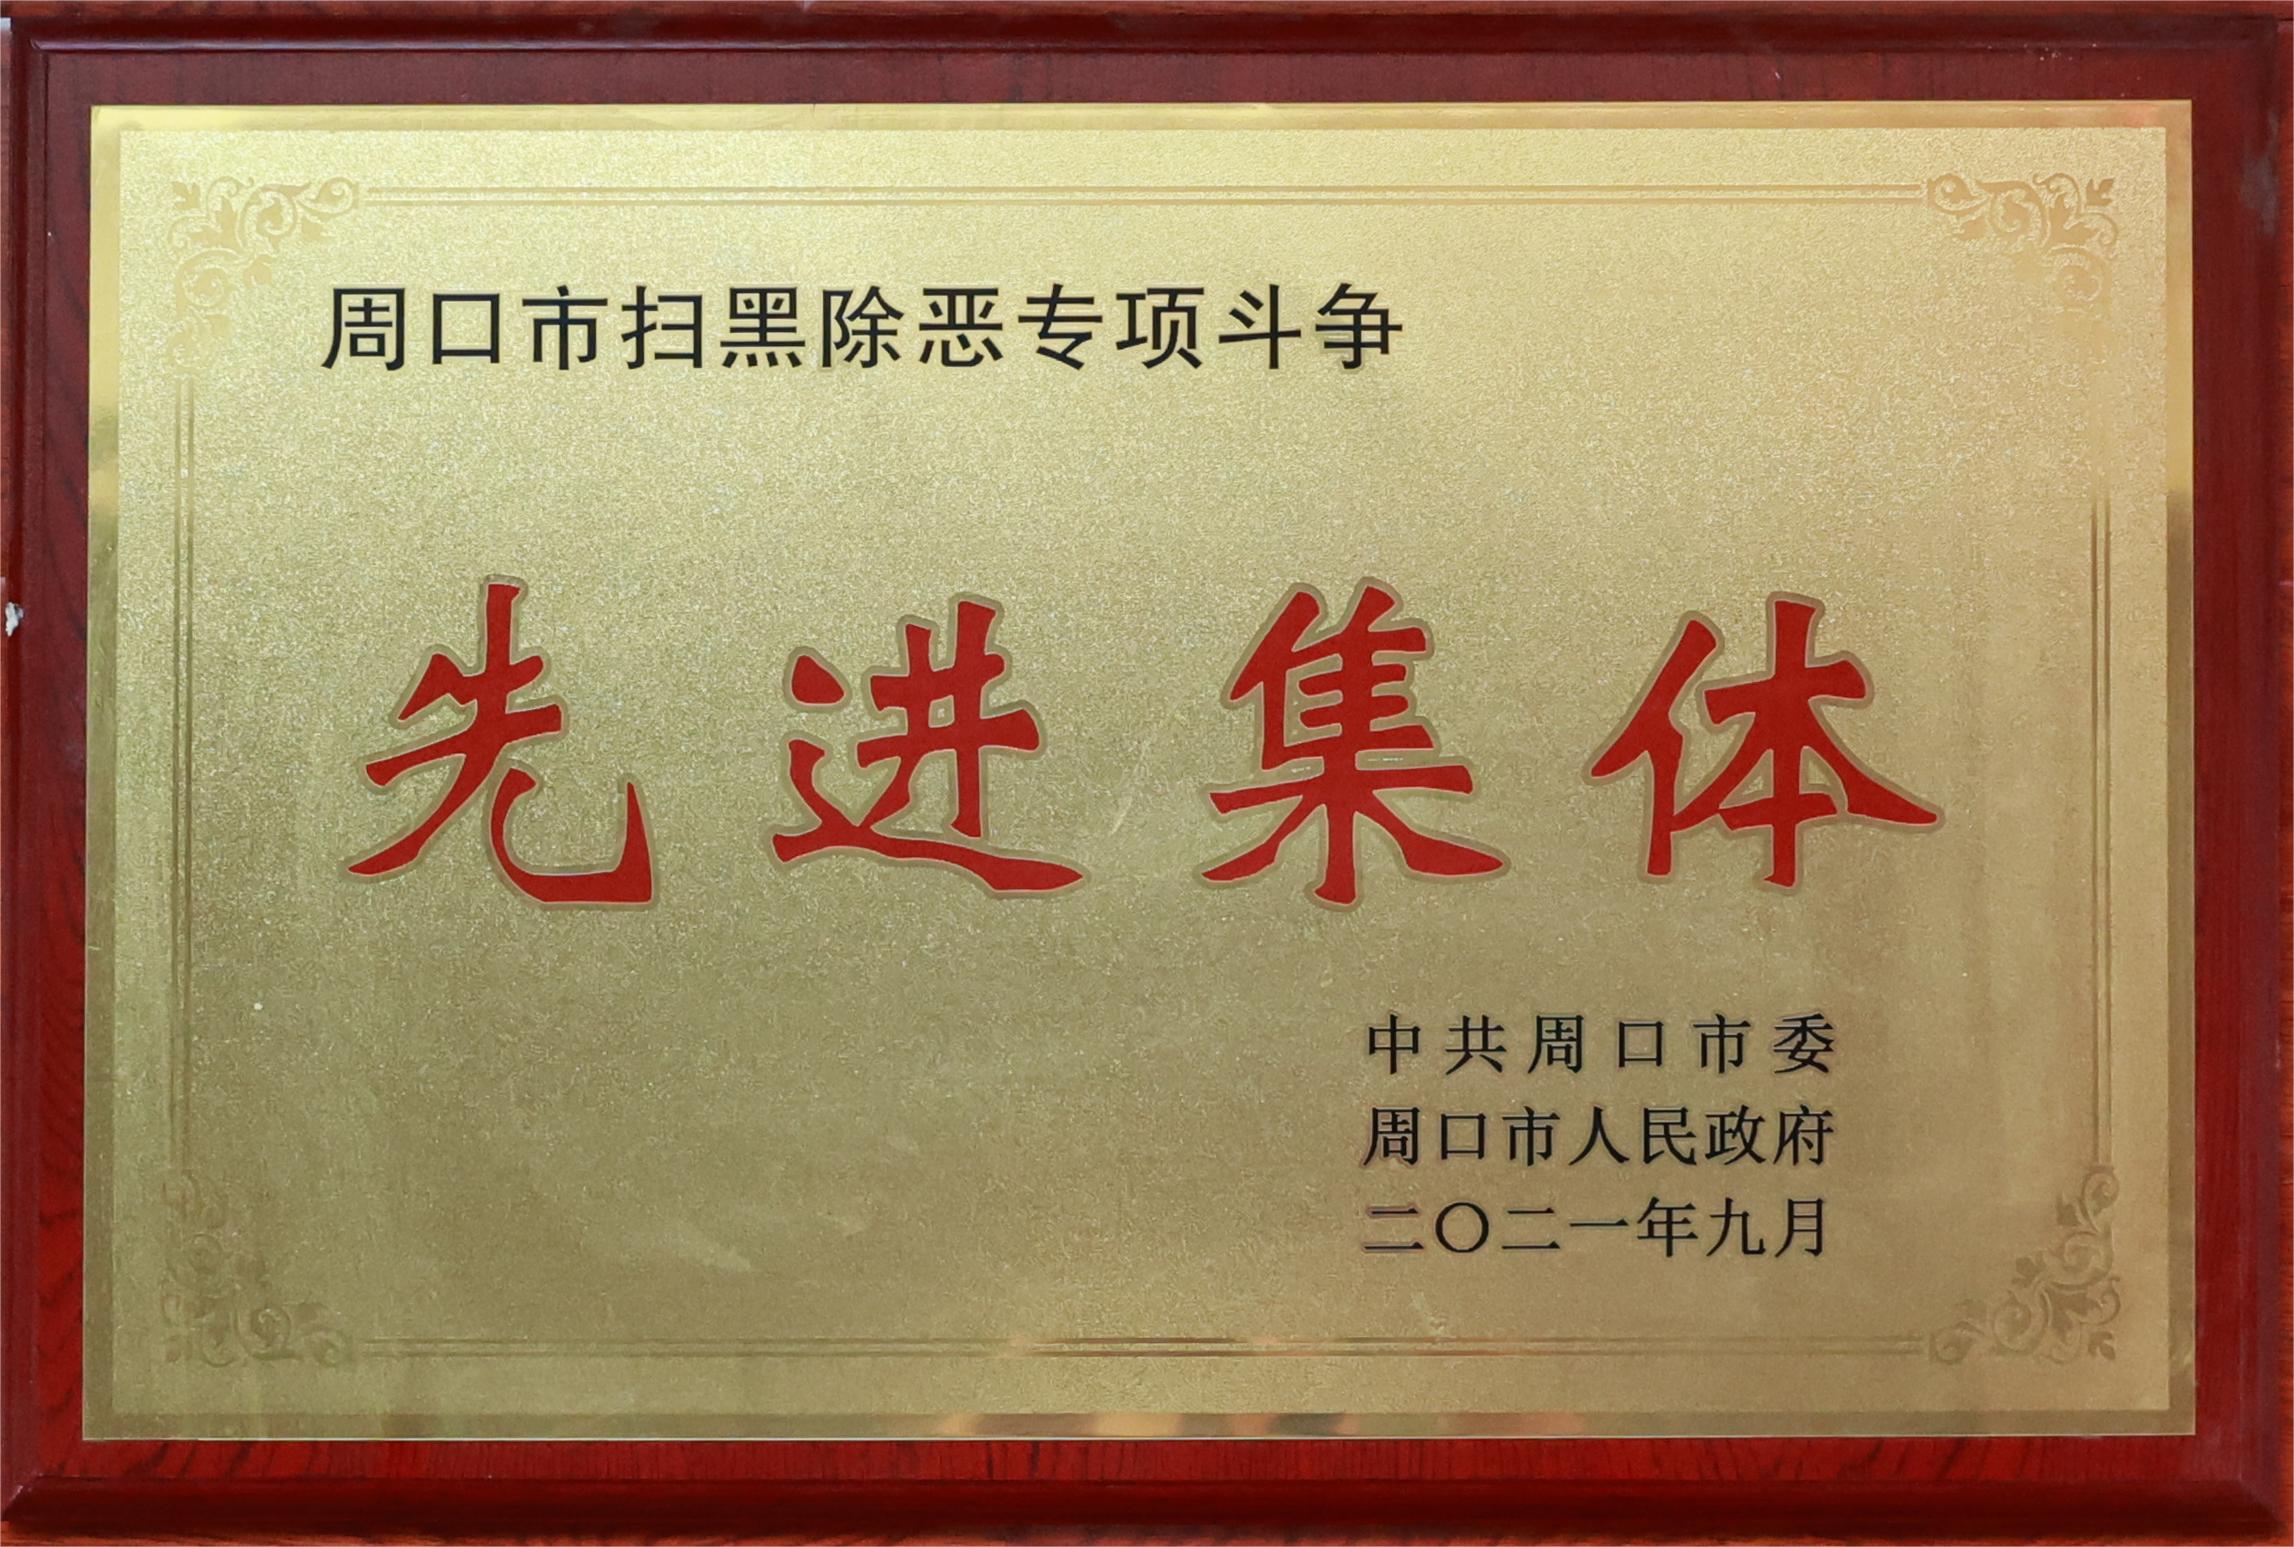 周口市扫黑除恶专项斗争
先进集体
中共周口市委
周口市人民政府
二〇二一年九月